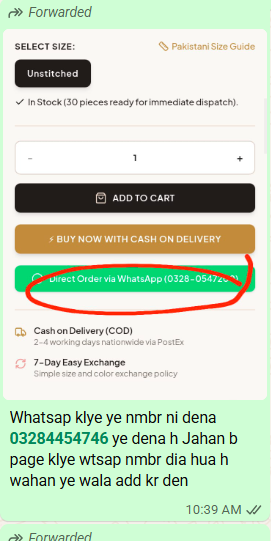 Forwarded
SELECT SIZE:
Pakistani Size Guide
Unstitched
In Stock (30 pieces ready for immediate dispatch).
- 1 +
ADD TO CART
⚡ BUY NOW WITH CASH ON DELIVERY
Direct Order via WhatsApp
Cash on Delivery (COD)
2-4 working days nationwide via PostEx
7-Day Easy Exchange
Simple size and color exchange policy
Whatsap klye ye nmbr ni dena
03284454746 ye dena h Jahan b
page klye wtsap nmbr dia hua h
wahan ye wala add kr den
10:39 AM
Forwarded